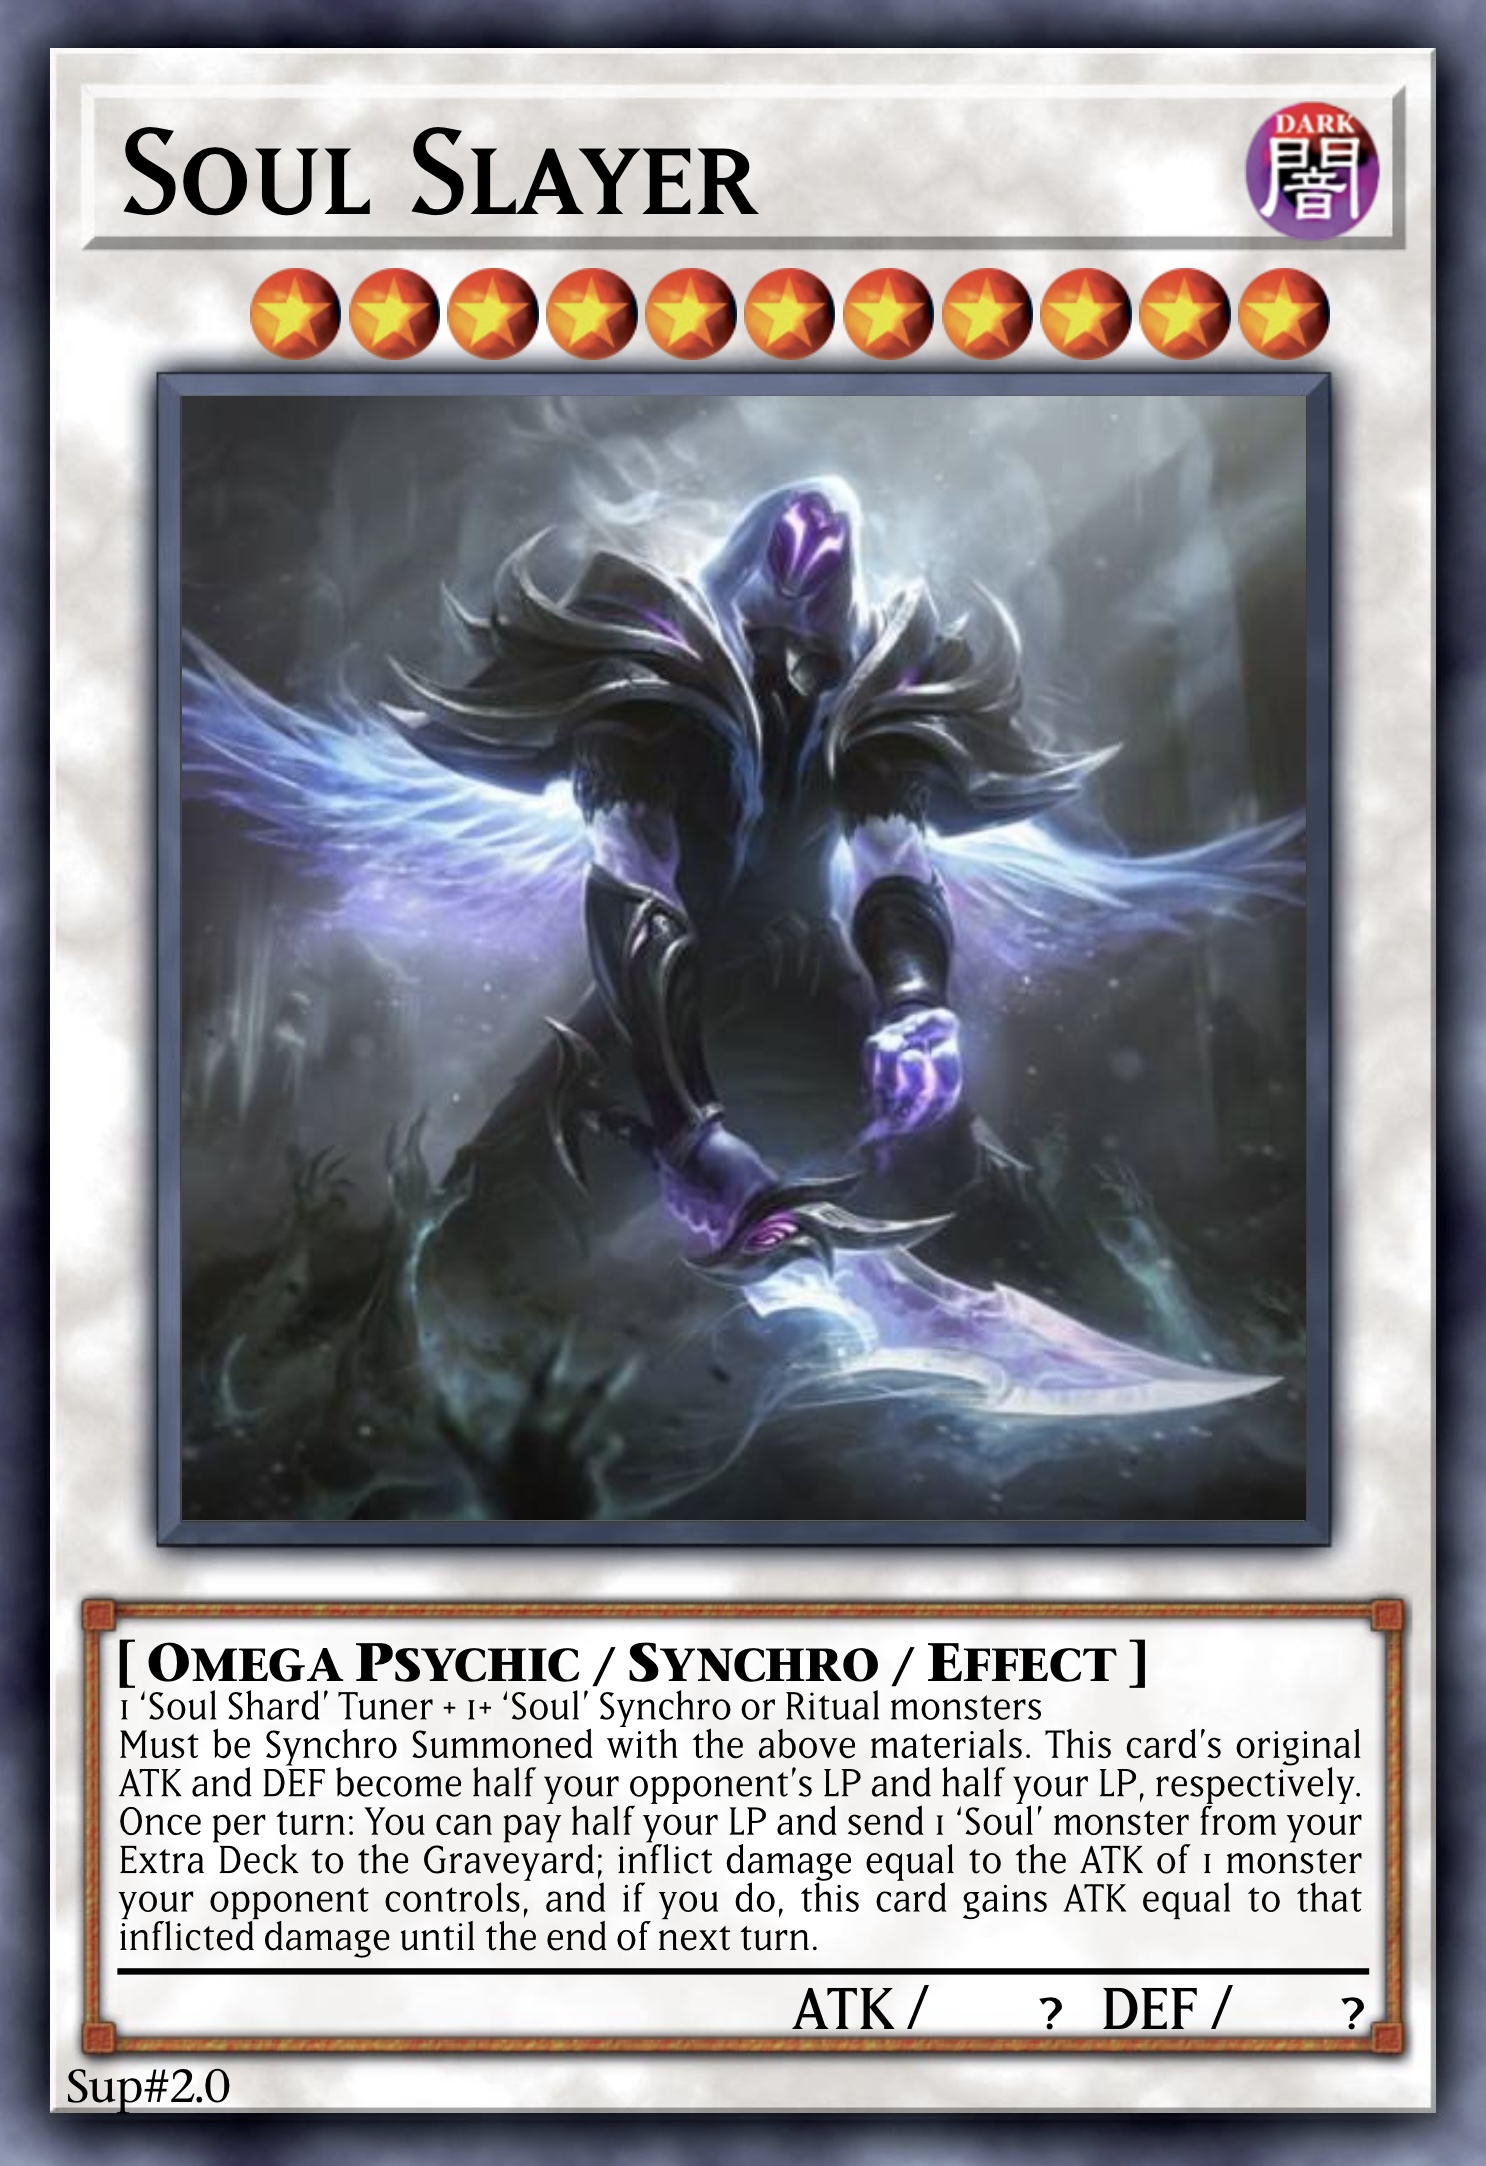 Soul Slayer
DARK
闇
[ Omega Psychic / Synchro / Effect ]
1 ‘Soul Shard’ Tuner + 1+ ‘Soul’ Synchro or Ritual monsters
Must be Synchro Summoned with the above materials. This card's original
ATK and DEF become half your opponent's LP and half your LP, respectively.
Once per turn: You can pay half your LP and send 1 ‘Soul’ monster from your
Extra Deck to the Graveyard; inflict damage equal to the ATK of 1 monster
your opponent controls, and if you do, this card gains ATK equal to that
inflicted damage until the end of next turn.
ATK / ? DEF / ?
Sup#2.0